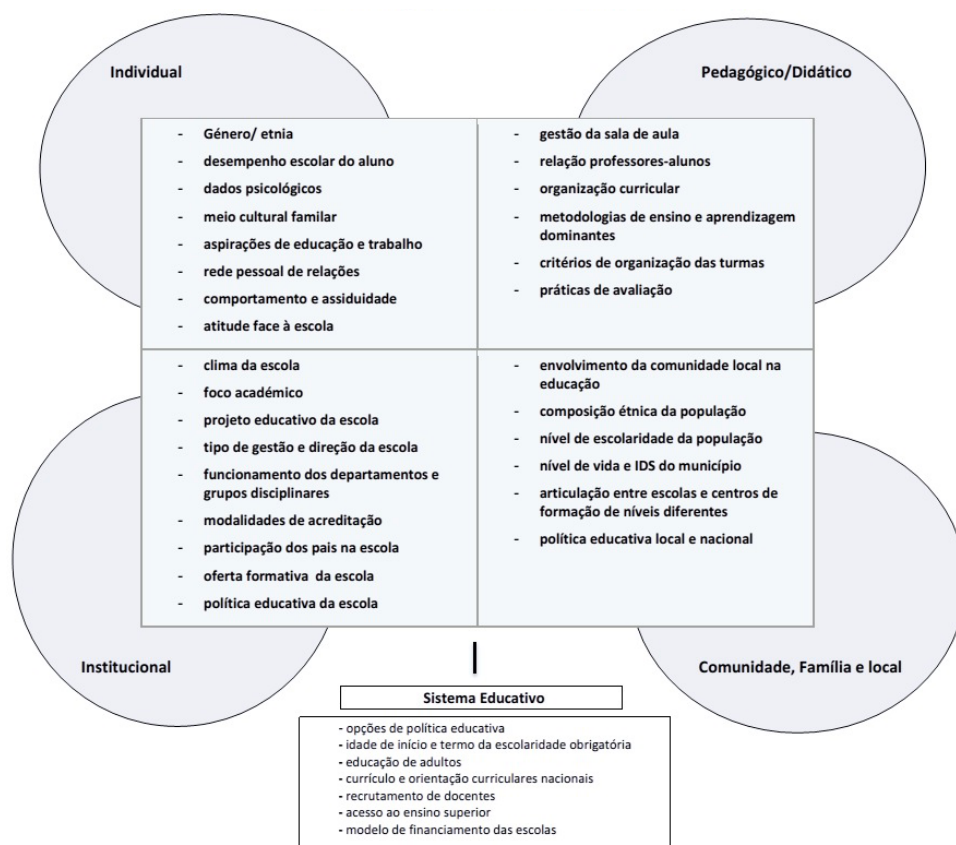 Individual
- Género/ etnia
- desempenho escolar do aluno
- dados psicológicos
- meio cultural familar
- aspirações de educação e trabalho
- rede pessoal de relações
- comportamento e assiduidade
- atitude face à escola
Pedagógico/Didático
- gestão da sala de aula
- relação professores-alunos
- organização curricular
- metodologias de ensino e aprendizagem
dominantes
- critérios de organização das turmas
- práticas de avaliação
- clima da escola
- foco académico
- projeto educativo da escola
- tipo de gestão e direção da escola
- funcionamento dos departamentos e
grupos disciplinares
- modalidades de acreditação
- participação dos pais na escola
- oferta formativa da escola
- política educativa da escola
Institucional
- envolvimento da comunidade local na
educação
- composição étnica da população
- nível de escolaridade da população
- nível de vida e IDS do município
- articulação entre escolas e centros de
formação de níveis diferentes
- política educativa local e nacional
Comunidade, Família e local
Sistema Educativo
- opções de política educativa
- idade de início e termo da escolaridade obrigatória
- educação de adultos
- currículo e orientação curriculares nacionais
- recrutamento de docentes
- acesso ao ensino superior
- modelo de financiamento das escolas